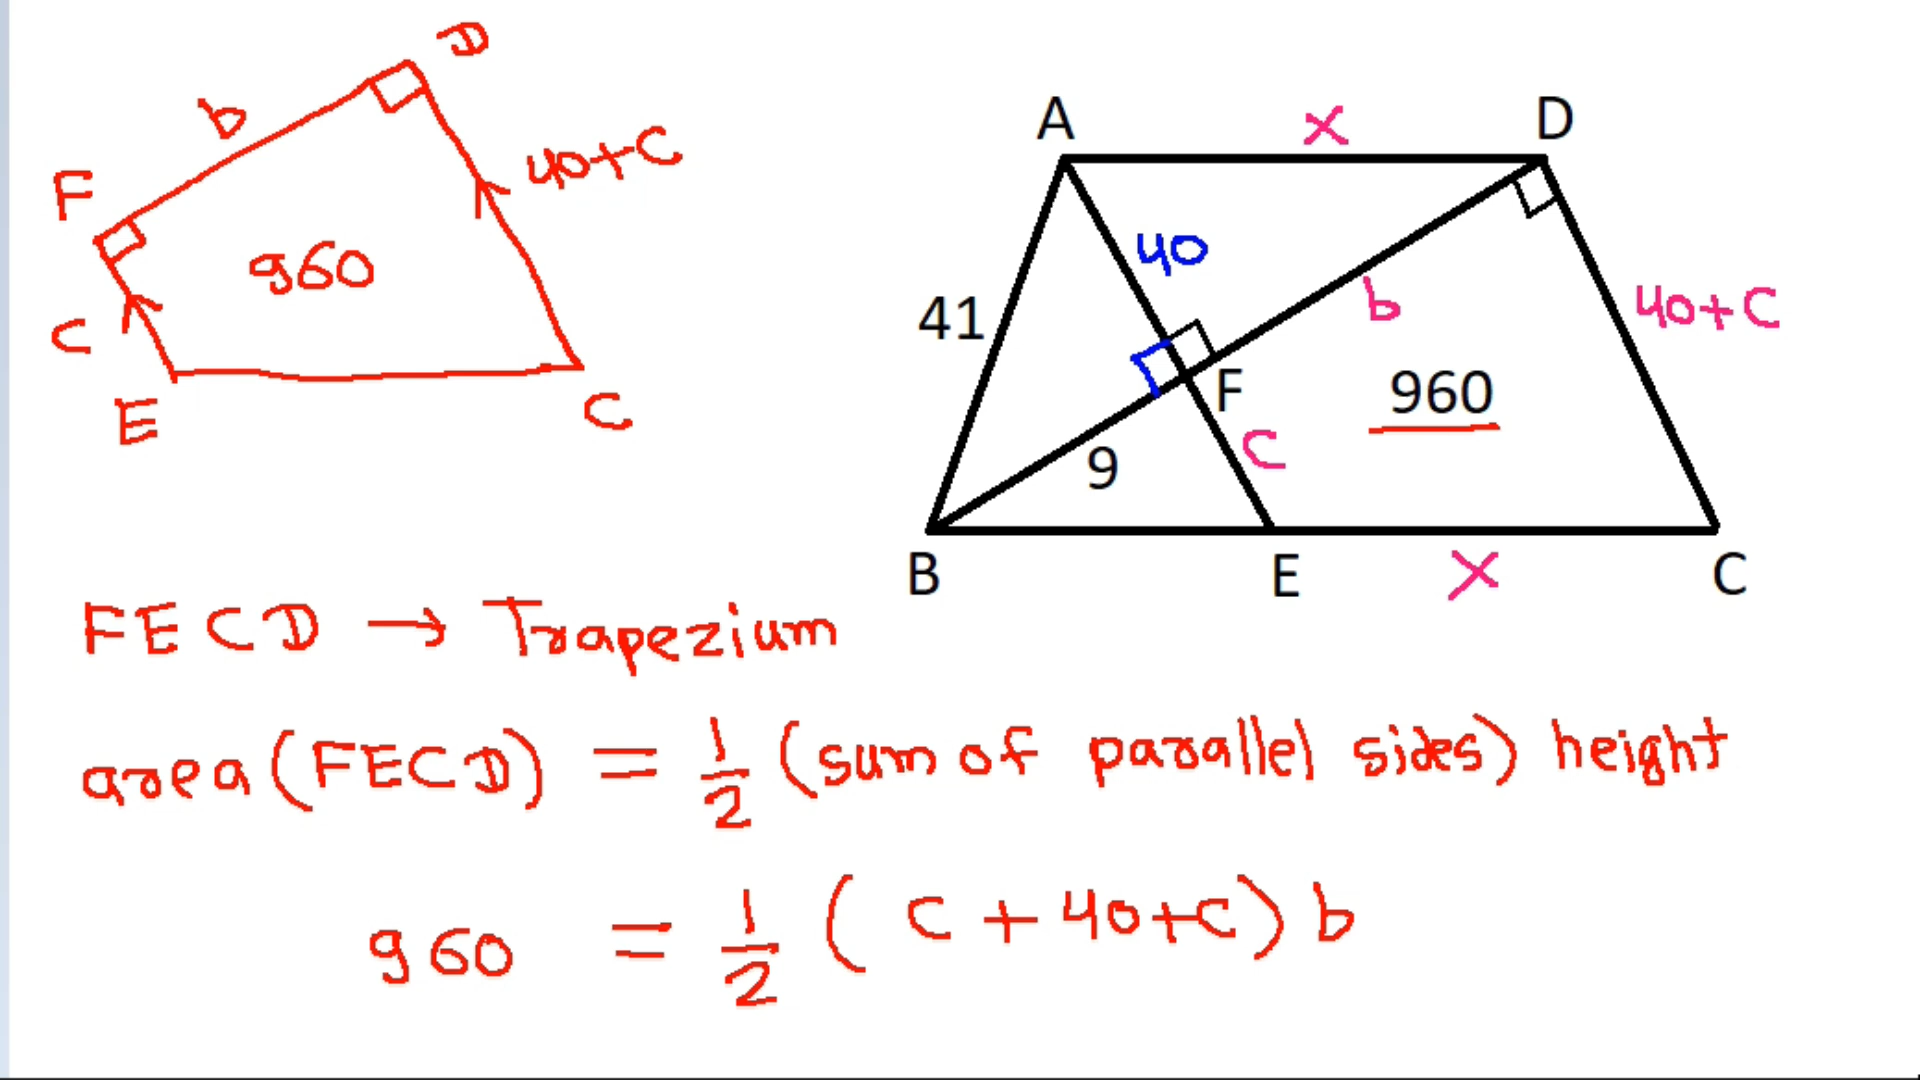 D
b
40+C
F
960
C
E
C
A
x
D
40
41
b
40+C
F
960
C
9
B
E
x
C
FECD → Trapezium
area (FECD) = 1/2 (sum of parallel sides) height
960 = 1/2 (C + 40+C) b